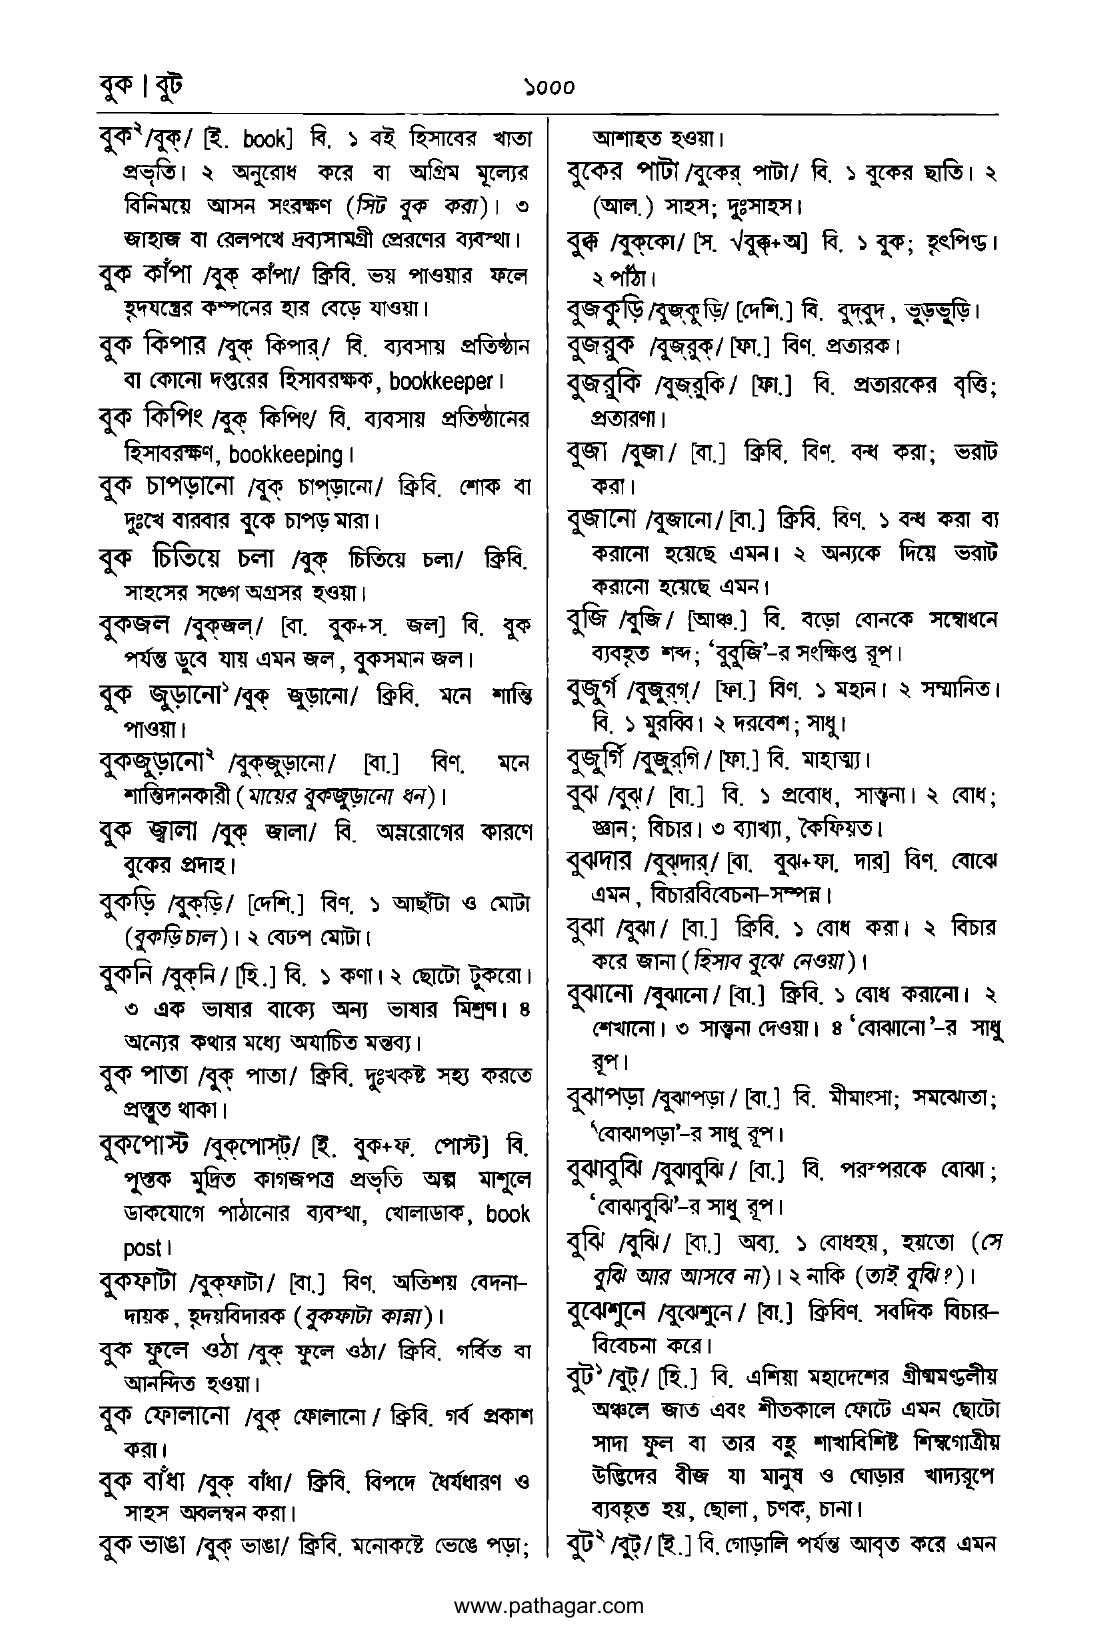 বুক | বুট
১০০০
বুক২ /বুক্‌/ [ই. book] বি. ১ বই হিসাবের খাতা
প্রভৃতি। ২ অনুরোধ করে বা অগ্রিম মূল্যের
বিনিময়ে আসন সংরক্ষণ (সিট বুক করা)। ৩
জাহাজ বা রেলপথে দ্রব্যসামগ্রী প্রেরণের ব্যবস্থা।
বুক কাঁপা /বুক্‌ কাঁপা/ ক্রিবি. ভয় পাওয়ার ফলে
হৃদযন্ত্রের কম্পনের হার বেড়ে যাওয়া।
বুক কিপার /বুক্‌ কিপার্‌/ বি. ব্যবসায় প্রতিষ্ঠান
বা কোনো দপ্তরের হিসাবরক্ষক, bookkeeper।
বুক কিপিং /বুক্‌ কিপিং/ বি. ব্যবসায় প্রতিষ্ঠানের
হিসাবরক্ষণ, bookkeeping।
বুক চাপড়ানো /বুক্‌ চাপ্‌ড়ানো/ ক্রিবি. শোক বা
দুঃখে বারবার বুকে চাপড় মারা।
বুক চিতিয়ে চলা /বুক্‌ চিতিয়ে চলা/ ক্রিবি.
সাহসের সঙ্গে অগ্রসর হওয়া।
বুকজল /বুক্‌জল্‌/ [বা. বুক+স. জল] বি. বুক
পর্যন্ত ডুবে যায় এমন জল, বুকসমান জল।
বুক জুড়ানো১ /বুক্‌ জুড়ানো/ ক্রিবি. মনে শান্তি
পাওয়া।
বুকজুড়ানো২ /বুক্‌জুড়ানো/ [বা.] বিণ. মনে
শান্তিদানকারী (মায়ের বুকজুড়ানো ধন)।
বুক জ্বালা /বুক্‌ জালা/ বি. অম্লরোগের কারণে
বুকের প্রদাহ।
বুকড়ি /বুক্‌ড়ি/ [দেশি.] বিণ. ১ আছাঁটা ও মোটা
(বুকড়ি চাল)। ২ বেঢপ মোটা।
বুকনি /বুক্‌নি/ [হি.] বি. ১ কণা। ২ ছোটো টুকরো।
৩ এক ভাষার বাক্যে অন্য ভাষার মিশ্রণ। ৪
অন্যের কথার মধ্যে অযাচিত মন্তব্য।
বুক পাতা /বুক্‌ পাতা/ ক্রিবি. দুঃখকষ্ট সহ্য করতে
প্রস্তুত থাকা।
বুকপোস্ট /বুক্‌পোস্‌ট্‌/ [ই. বুক+ফ. পোস্ট] বি.
পুস্তক মুদ্রিত কাগজপত্র প্রভৃতি অল্প মাশুলে
ডাকযোগে পাঠানোর ব্যবস্থা, খোলাডাক, book
post।
বুকফাটা /বুক্‌ফাটা/ [বা.] বিণ. অতিশয় বেদনা-
দায়ক, হৃদয়বিদারক (বুকফাটা কান্না)।
বুক ফুলে ওঠা /বুক্‌ ফুলে ওঠা/ ক্রিবি. গর্বিত বা
আনন্দিত হওয়া।
বুক ফোলানো /বুক্‌ ফোলানো/ ক্রিবি. গর্ব প্রকাশ
করা।
বুক বাঁধা /বুক্‌ বাঁধা/ ক্রিবি. বিপদে ধৈর্যধারণ ও
সাহস অবলম্বন করা।
বুক ভাঙা /বুক্‌ ভাঙা/ ক্রিবি. মনোকষ্টে ভেঙে পড়া;
আশাহত হওয়া।
বুকের পাটা /বুকের্‌ পাটা/ বি. ১ বুকের ছাতি। ২
(আল.) সাহস; দুঃসাহস।
বুক্ক /বুক্‌কো/ [স. √বুক্ক+অ] বি. ১ বুক; হৃৎপিণ্ড।
২ পাঁঠা।
বুজকুড়ি /বুজ্‌কুড়ি/ [দেশি.] বি. বুদবুদ, ভুড়ভুড়ি।
বুজরুক /বুজ্‌রুক্‌/ [ফা.] বিণ. প্রতারক।
বুজরুকি /বুজ্‌রুকি/ [ফা.] বি. প্রতারকের বৃত্তি;
প্রতারণা।
বুজা /বুজা/ [বা.] ক্রিবি. বিণ. বন্ধ করা; ভরাট
করা।
বুজানো /বুজানো/ [বা.] ক্রিবি. বিণ. ১ বন্ধ করা বা
করানো হয়েছে এমন। ২ অন্যকে দিয়ে ভরাট
করানো হয়েছে এমন।
বুজি /বুজি/ [আঞ্চ.] বি. বড়ো বোনকে সম্বোধনে
ব্যবহৃত শব্দ; ‘বুবুজি’-র সংক্ষিপ্ত রূপ।
বুজুর্গ /বুজুর্‌গ্‌/ [ফা.] বিণ. ১ মহান। ২ সম্মানিত।
বি. ১ মুরব্বি। ২ দরবেশ; সাধু।
বুজুর্গি /বুজুর্‌গি/ [ফা.] বি. মাহাত্ম্য।
বুঝ /বুঝ্‌/ [বা.] বি. ১ প্রবোধ, সান্ত্বনা। ২ বোধ;
জ্ঞান; বিচার। ৩ ব্যাখ্যা, কৈফিয়ত।
বুঝদার /বুঝ্‌দার্‌/ [বা. বুঝ+ফা. দার] বিণ. বোঝে
এমন, বিচারবিবেচনা-সম্পন্ন।
বুঝা /বুঝা/ [বা.] ক্রিবি. ১ বোধ করা। ২ বিচার
করে জানা (হিসাব বুঝে নেওয়া)।
বুঝানো /বুঝানো/ [বা.] ক্রিবি. ১ বোধ করানো। ২
শেখানো। ৩ সান্ত্বনা দেওয়া। ৪ ‘বোঝানো’-র সাধু
রূপ।
বুঝাপড়া /বুঝাপড়া/ [বা.] বি. মীমাংসা; সমঝোতা;
‘বোঝাপড়া’-র সাধু রূপ।
বুঝাবুঝি /বুঝাবুঝি/ [বা.] বি. পরস্পরকে বোঝা;
‘বোঝাবুঝি’-র সাধু রূপ।
বুঝি /বুঝি/ [বা.] অব্য. ১ বোধহয়, হয়তো (সে
বুঝি আর আসবে না)। ২ নাকি (তাই বুঝি?)।
বুঝেশুনে /বুঝেশুনে/ [বা.] ক্রিবিণ. সবদিক বিচার-
বিবেচনা করে।
বুট১ /বুট্‌/ [হি.] বি. এশিয়া মহাদেশের গ্রীষ্মমণ্ডলীয়
অঞ্চলে জাত এবং শীতকালে ফোটে এমন ছোটো
সাদা ফুল বা তার বহু শাখাবিশিষ্ট শিম্বগোত্রীয়
উদ্ভিদের বীজ যা মানুষ ও ঘোড়ার খাদ্যরূপে
ব্যবহৃত হয়, ছোলা, চণক, চানা।
বুট২ /বুট্‌/ [ই.] বি. গোড়ালি পর্যন্ত আবৃত করে এমন
www.pathagar.com